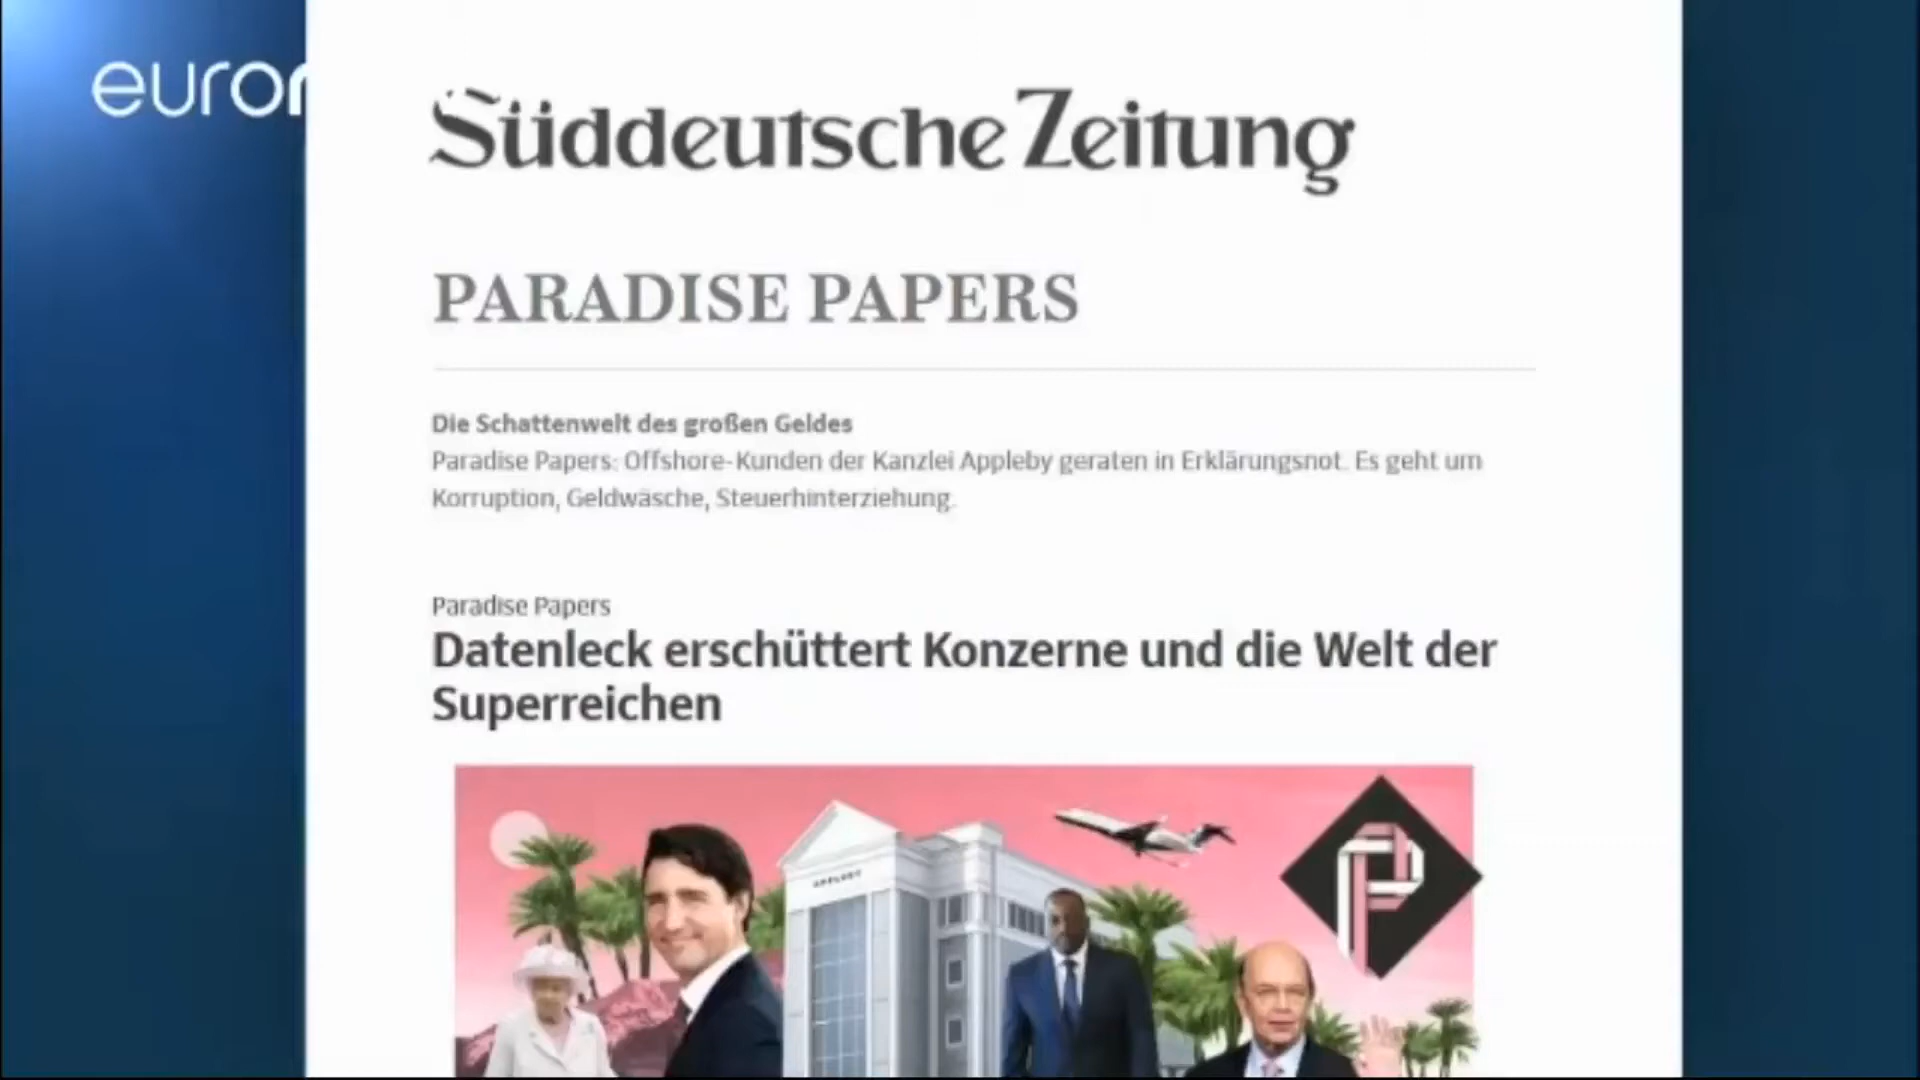 euron
Süddeutsche Zeitung
PARADISE PAPERS
Die Schattenwelt des großen Geldes
Paradise Papers: Offshore-Kunden der Kanzlei Appleby geraten in Erklärungsnot. Es geht um
Korruption, Geldwäsche, Steuerhinterziehung.
Paradise Papers
Datenleck erschüttert Konzerne und die Welt der
Superreichen
APPLEBY
P